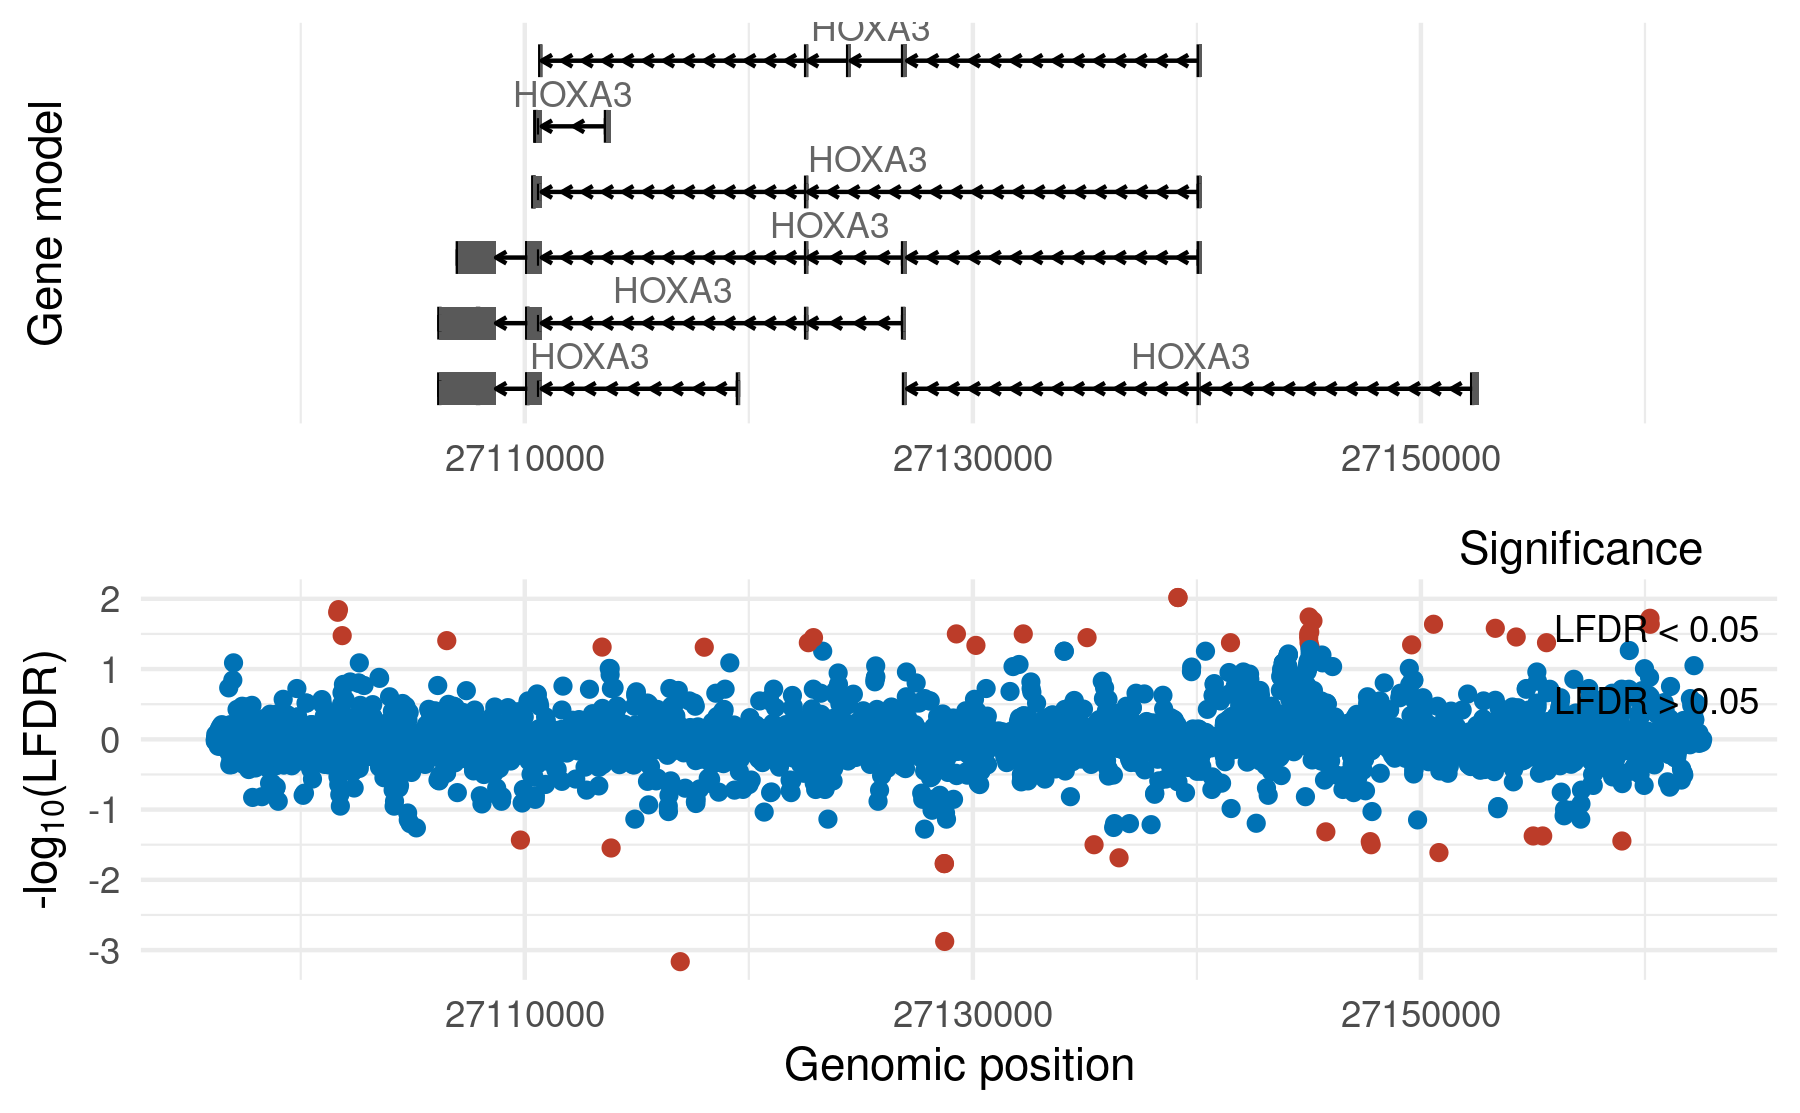 HOXA3
HOXA3
HOXA3
HOXA3
HOXA3
HOXA3 HOXA3
Gene model
27110000 27130000 27150000
Significance
LFDR < 0.05
LFDR > 0.05
2
1
0
-1
-2
-3
-log10(LFDR)
27110000 27130000 27150000
Genomic position